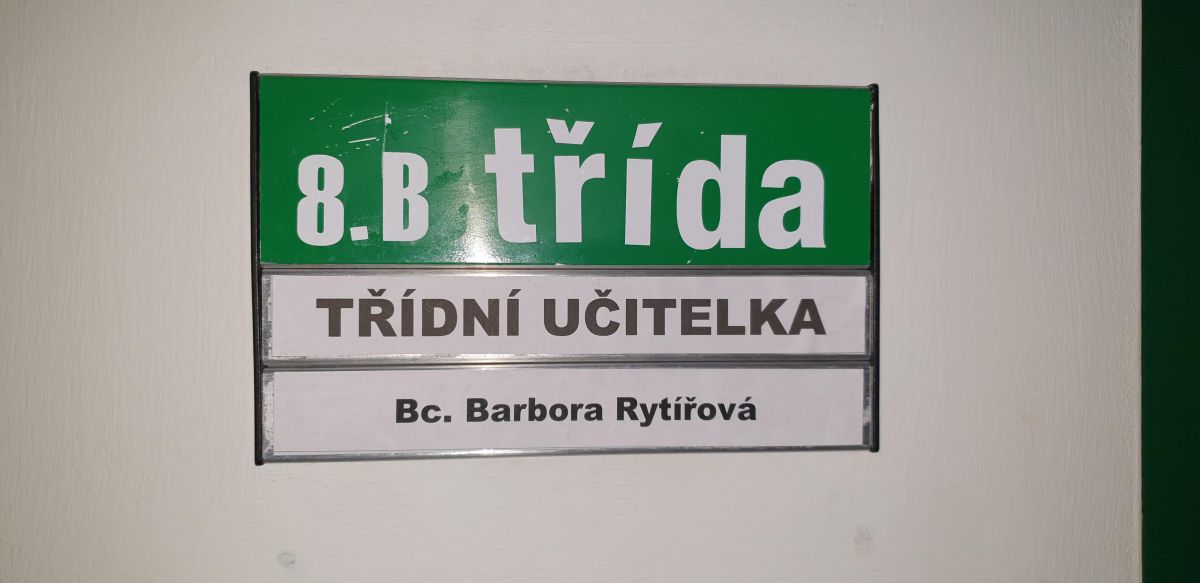 8.B třída
TŘÍDNÍ UČITELKA
Bc. Barbora Rytířová